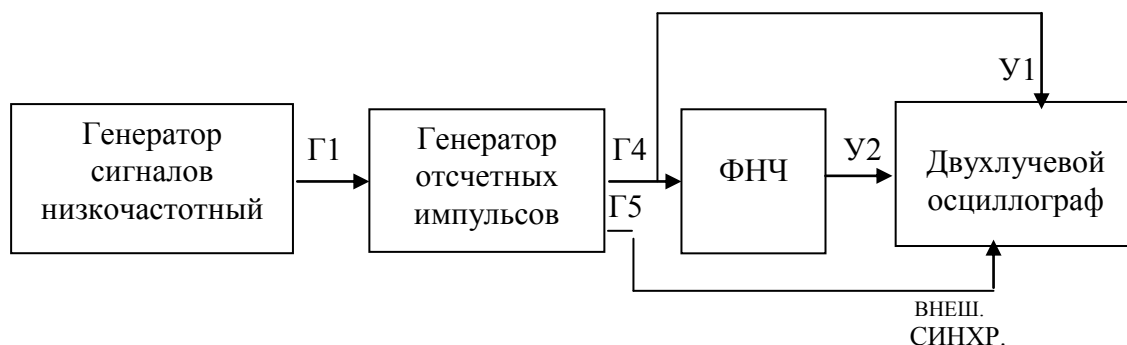 Генератор
сигналов
низкочастотный
Г1
Генератор
отсчетных
импульсов
Г4
Г5
ФНЧ
У2
У1
Двухлучевой
осциллограф
ВНЕШ.
СИНХР.